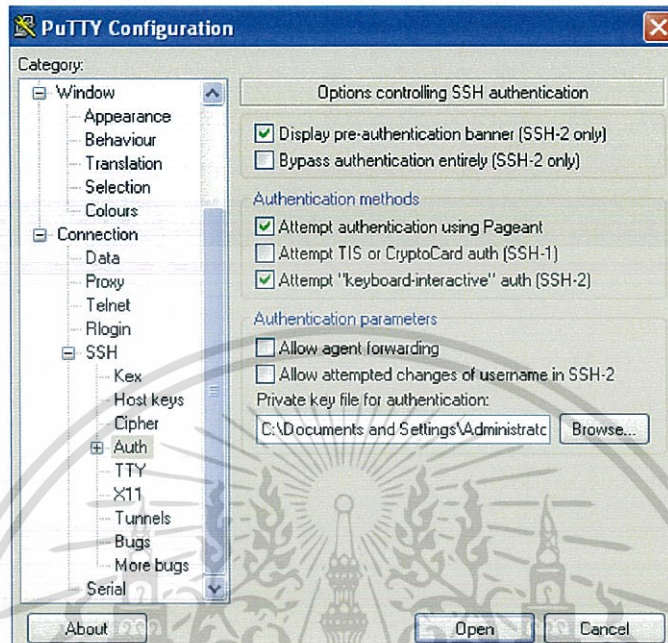 PuTTY Configuration
Category:
Window
Appearance
Behaviour
Translation
Selection
Colours
Connection
Data
Proxy
Telnet
Rlogin
SSH
Kex
Host keys
Cipher
Auth
TTY
X11
Tunnels
Bugs
More bugs
Serial
Options controlling SSH authentication
Display pre-authentication banner (SSH-2 only)
Bypass authentication entirely (SSH-2 only)
Authentication methods
Attempt authentication using Pageant
Attempt TIS or CryptoCard auth (SSH-1)
Attempt "keyboard-interactive" auth (SSH-2)
Authentication parameters
Allow agent forwarding
Allow attempted changes of username in SSH-2
Private key file for authentication:
C:\Documents and Settings\Administratc Browse...
About Open Cancel